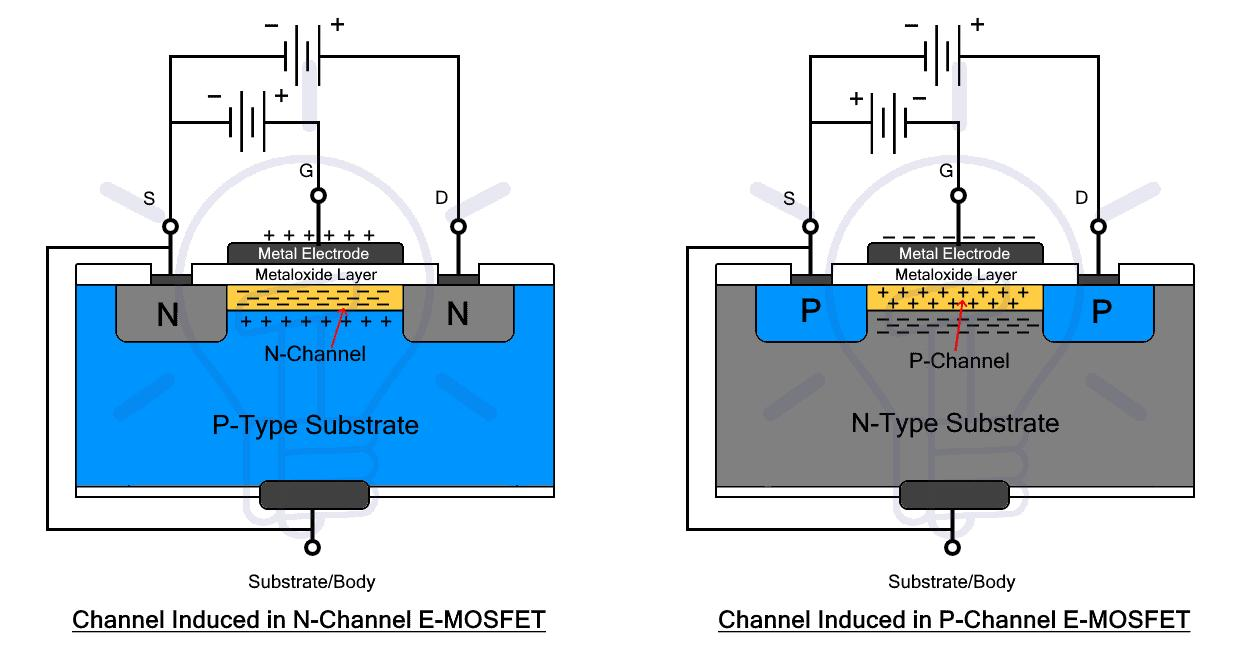 − +
− +
G
S
D
+ + + + + +
Metal Electrode
Metaloxide Layer
N
N
+ + + + + + + +
N-Channel
P-Type Substrate
Substrate/Body
Channel Induced in N-Channel E-MOSFET
− +
+ −
G
S
D
Metal Electrode
Metaloxide Layer
P
P
P-Channel
N-Type Substrate
Substrate/Body
Channel Induced in P-Channel E-MOSFET